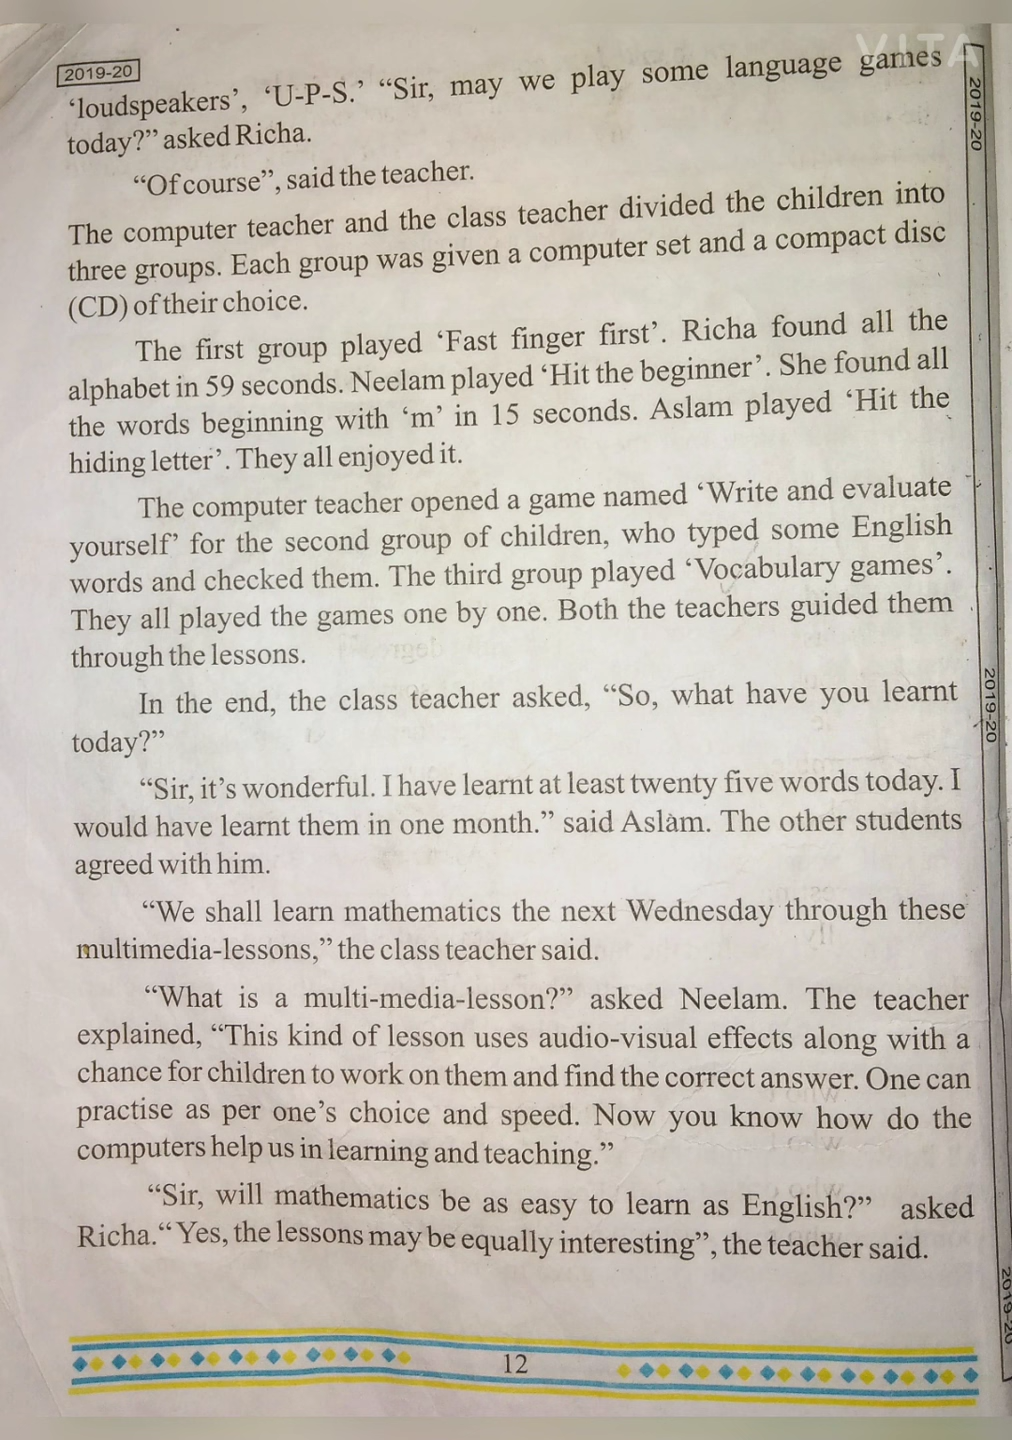 VITA
2019-20
‘loudspeakers’, ‘U-P-S.’ “Sir, may we play some language games
today?” asked Richa.
“Of course”, said the teacher.
The computer teacher and the class teacher divided the children into
three groups. Each group was given a computer set and a compact disc
(CD) of their choice.
The first group played ‘Fast finger first’. Richa found all the
alphabet in 59 seconds. Neelam played ‘Hit the beginner’. She found all
the words beginning with ‘m’ in 15 seconds. Aslam played ‘Hit the
hiding letter’. They all enjoyed it.
The computer teacher opened a game named ‘Write and evaluate
yourself’ for the second group of children, who typed some English
words and checked them. The third group played ‘Vocabulary games’.
They all played the games one by one. Both the teachers guided them
through the lessons.
In the end, the class teacher asked, “So, what have you learnt
today?”
“Sir, it’s wonderful. I have learnt at least twenty five words today. I
would have learnt them in one month.” said Aslam. The other students
agreed with him.
“We shall learn mathematics the next Wednesday through these
multimedia-lessons,” the class teacher said.
“What is a multi-media-lesson?” asked Neelam. The teacher
explained, “This kind of lesson uses audio-visual effects along with a
chance for children to work on them and find the correct answer. One can
practise as per one’s choice and speed. Now you know how do the
computers help us in learning and teaching.”
“Sir, will mathematics be as easy to learn as English?” asked
Richa.“ Yes, the lessons may be equally interesting”, the teacher said.
12
2019-20
2019-20
2019-20